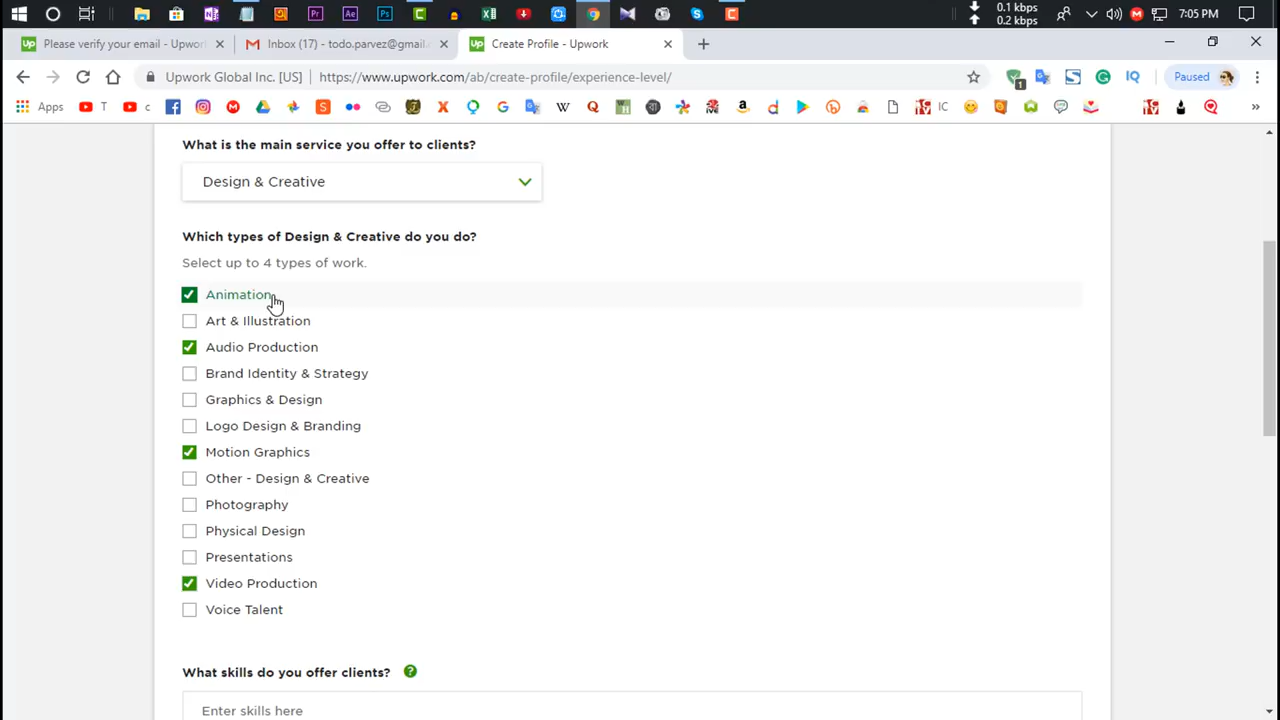 0.1 kbps
0.2 kbps
7:05 PM
Please verify your email - Upwor
Inbox (17) - todo.parvez@gmail.
Create Profile - Upwork
Upwork Global Inc. [US]
https://www.upwork.com/ab/create-profile/experience-level/
1
IQ
Paused
Apps
T
c
IC
What is the main service you offer to clients?
Design & Creative
Which types of Design & Creative do you do?
Select up to 4 types of work.
Animation
Art & Illustration
Audio Production
Brand Identity & Strategy
Graphics & Design
Logo Design & Branding
Motion Graphics
Other - Design & Creative
Photography
Physical Design
Presentations
Video Production
Voice Talent
What skills do you offer clients?
Enter skills here